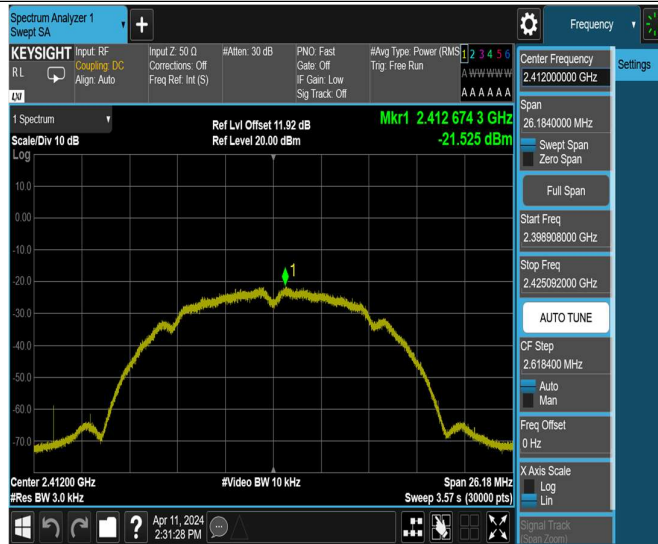 Spectrum Analyzer 1
Swept SA
+
Frequency
KEYSIGHT
RL
LXI
Input: RF
Coupling: DC
Align: Auto
Input Z: 50 Ω
Corrections: Off
Freq Ref: Int (S)
#Atten: 30 dB
PNO: Fast
Gate: Off
IF Gain: Low
Sig Track: Off
#Avg Type: Power (RMS
Trig: Free Run
1 2 3 4 5 6
A W W W W W
A A A A A A
1 Spectrum
Scale/Div 10 dB
Log
Ref Lvl Offset 11.92 dB
Ref Level 20.00 dBm
Mkr1 2.412 674 3 GHz
-21.525 dBm
10.0
0.00
-10.0
-20.0
-30.0
-40.0
-50.0
-60.0
-70.0
1
Center 2.41200 GHz
#Res BW 3.0 kHz
#Video BW 10 kHz
Span 26.18 MHz
Sweep 3.57 s (30000 pts)
Center Frequency
2.412000000 GHz
Settings
Span
26.1840000 MHz
Swept Span
Zero Span
Full Span
Start Freq
2.398908000 GHz
Stop Freq
2.425092000 GHz
AUTO TUNE
CF Step
2.618400 MHz
Auto
Man
Freq Offset
0 Hz
X Axis Scale
Log
Lin
Signal Track
(Span Zoom)
?
Apr 11, 2024
2:31:28 PM